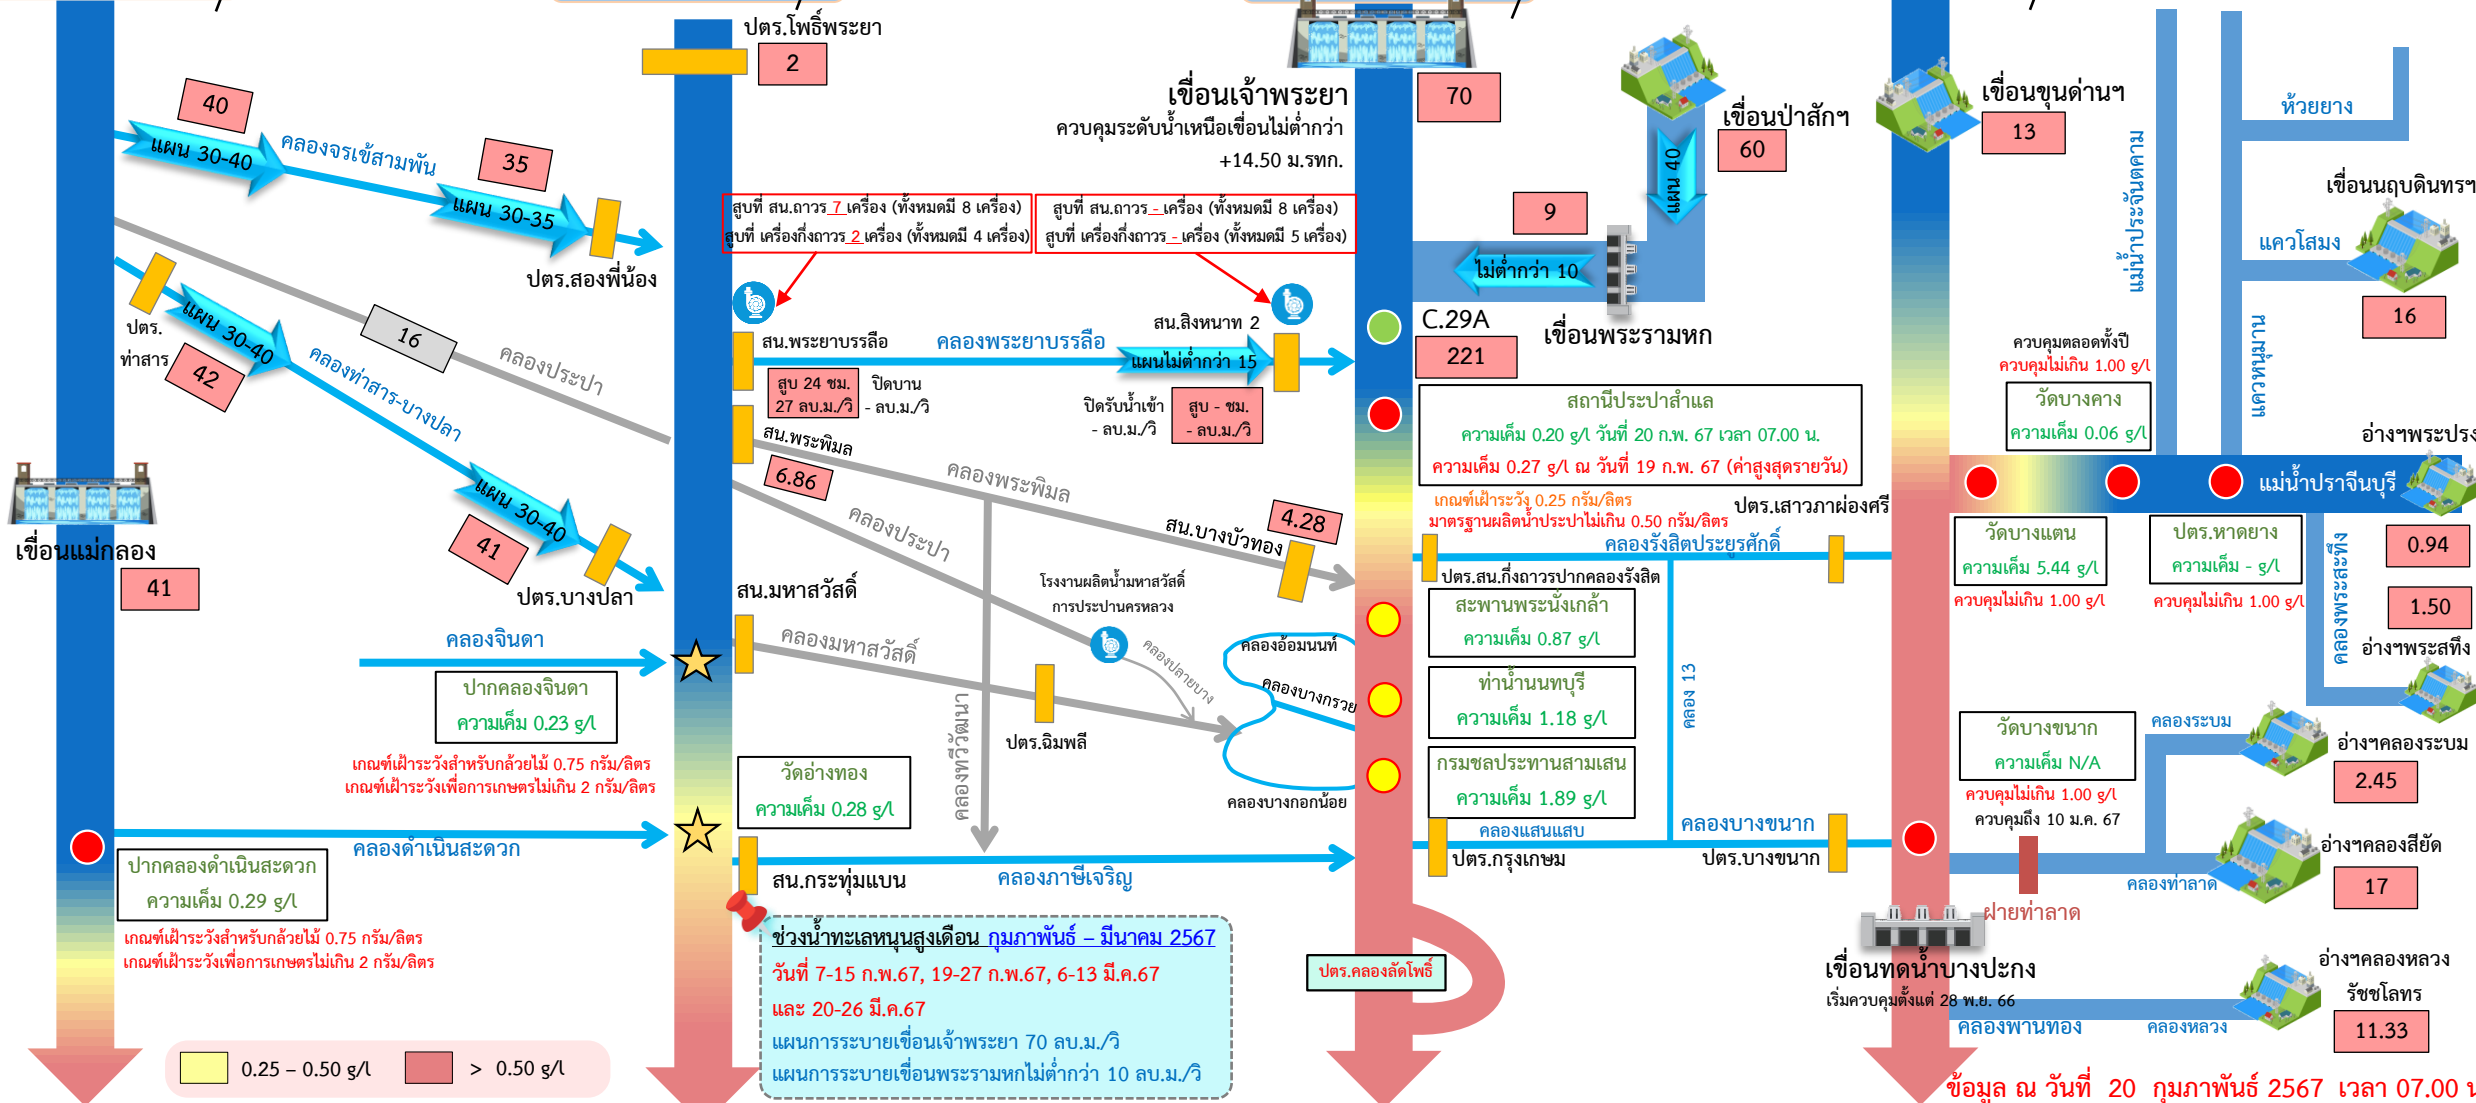 ปตร.โพธิ์พระยา
2
40
แผน 30-40
คลองจรเข้สามพัน
35
แผน 30-35
ปตร.สองพี่น้อง
ปตร.
ท่าสาร
แผน 30-40
42
คลองท่าสาร-บางปลา
16
คลองประปา
แผน 30-40
41
ปตร.บางปลา
เขื่อนแม่กลอง
41
คลองจินดา
ปากคลองจินดา
ความเค็ม 0.23 g/l
เกณฑ์เฝ้าระวังสำหรับกล้วยไม้ 0.75 กรัม/ลิตร
เกณฑ์เฝ้าระวังเพื่อการเกษตรไม่เกิน 2 กรัม/ลิตร
คลองดำเนินสะดวก
ปากคลองดำเนินสะดวก
ความเค็ม 0.29 g/l
เกณฑ์เฝ้าระวังสำหรับกล้วยไม้ 0.75 กรัม/ลิตร
เกณฑ์เฝ้าระวังเพื่อการเกษตรไม่เกิน 2 กรัม/ลิตร
0.25 – 0.50 g/l
> 0.50 g/l
เขื่อนเจ้าพระยา
70
ควบคุมระดับน้ำเหนือเขื่อนไม่ต่ำกว่า
+14.50 ม.รทก.
สูบที่ สน.ถาวร 7 เครื่อง (ทั้งหมดมี 8 เครื่อง)
สูบที่ เครื่องกึ่งถาวร 2 เครื่อง (ทั้งหมดมี 4 เครื่อง)
สูบที่ สน.ถาวร - เครื่อง (ทั้งหมดมี 8 เครื่อง)
สูบที่ เครื่องกึ่งถาวร - เครื่อง (ทั้งหมดมี 5 เครื่อง)
สน.พระยาบรรลือ
คลองพระยาบรรลือ
สน.สิงหนาท 2
แผนไม่ต่ำกว่า 15
สูบ 24 ชม.
27 ลบ.ม./วิ
ปิดบาน
- ลบ.ม./วิ
ปิดรับน้ำเข้า
- ลบ.ม./วิ
สูบ - ชม.
- ลบ.ม./วิ
สน.พระพิมล
6.86
คลองพระพิมล
สน.บางบัวทอง
4.28
คลองประปา
โรงงานผลิตน้ำมหาสวัสดิ์
การประปานครหลวง
สน.มหาสวัสดิ์
คลองมหาสวัสดิ์
คลองปลายบาง
คลองอ้อมนนท์
คลองบางกรวย
คลองบางกอกน้อย
ปตร.ฉิมพลี
คลองทวีวัฒนา
วัดอ่างทอง
ความเค็ม 0.28 g/l
สน.กระทุ่มแบน
คลองภาษีเจริญ
ช่วงน้ำทะเลหนุนสูงเดือน กุมภาพันธ์ – มีนาคม 2567
วันที่ 7-15 ก.พ.67, 19-27 ก.พ.67, 6-13 มี.ค.67
และ 20-26 มี.ค.67
แผนการระบายเขื่อนเจ้าพระยา 70 ลบ.ม./วิ
แผนการระบายเขื่อนพระรามหกไม่ต่ำกว่า 10 ลบ.ม./วิ
เขื่อนป่าสักฯ
60
แผน 40
9
ไม่ต่ำกว่า 10
เขื่อนพระรามหก
C.29A
221
สถานีประปาสำแล
ความเค็ม 0.20 g/l วันที่ 20 ก.พ. 67 เวลา 07.00 น.
ความเค็ม 0.27 g/l ณ วันที่ 19 ก.พ. 67 (ค่าสูงสุดรายวัน)
เกณฑ์เฝ้าระวัง 0.25 กรัม/ลิตร
มาตรฐานผลิตน้ำประปาไม่เกิน 0.50 กรัม/ลิตร
ปตร.เสาวภาผ่องศรี
คลองรังสิตประยูรศักดิ์
ปตร.สน.กึ่งถาวรปากคลองรังสิต
สะพานพระนั่งเกล้า
ความเค็ม 0.87 g/l
ท่าน้ำนนทบุรี
ความเค็ม 1.18 g/l
กรมชลประทานสามเสน
ความเค็ม 1.89 g/l
คลอง 13
คลองแสนแสบ
ปตร.กรุงเกษม
คลองบางขนาก
ปตร.บางขนาก
ปตร.คลองลัดโพธิ์
เขื่อนขุนด่านฯ
13
แม่น้ำประจันตคาม
ห้วยยาง
เขื่อนนฤบดินทรฯ
แควโสมง
16
แควหนุมาน
ควบคุมตลอดทั้งปี
ควบคุมไม่เกิน 1.00 g/l
วัดบางคาง
ความเค็ม 0.06 g/l
อ่างฯพระปรง
แม่น้ำปราจีนบุรี
0.94
วัดบางแตน
ความเค็ม 5.44 g/l
ควบคุมไม่เกิน 1.00 g/l
ปตร.หาดยาง
ความเค็ม - g/l
ควบคุมไม่เกิน 1.00 g/l
คลองพระสะทึง
1.50
อ่างฯพระสทึง
วัดบางขนาก
ความเค็ม N/A
ควบคุมไม่เกิน 1.00 g/l
ควบคุมถึง 10 ม.ค. 67
คลองระบม
อ่างฯคลองระบม
2.45
อ่างฯคลองสียัด
17
คลองท่าลาด
ฝายท่าลาด
เขื่อนทดน้ำบางปะกง
เริ่มควบคุมตั้งแต่ 28 พ.ย. 66
คลองพานทอง
คลองหลวง
อ่างฯคลองหลวง
รัชชโลทร
11.33
ข้อมูล ณ วันที่ 20 กุมภาพันธ์ 2567 เวลา 07.00 น